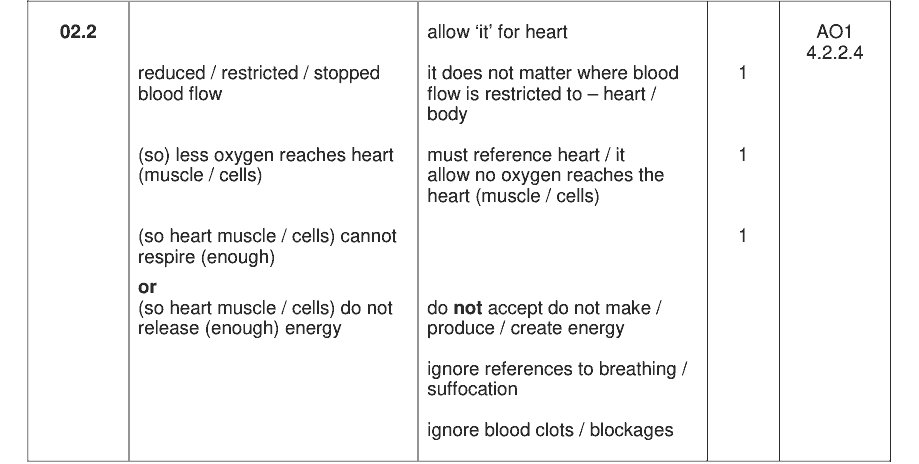 02.2
allow ‘it’ for heart
AO1
4.2.2.4
reduced / restricted / stopped
blood flow
it does not matter where blood
flow is restricted to – heart /
body
1
(so) less oxygen reaches heart
(muscle / cells)
must reference heart / it
allow no oxygen reaches the
heart (muscle / cells)
1
(so heart muscle / cells) cannot
respire (enough)
1
or
(so heart muscle / cells) do not
release (enough) energy
do not accept do not make /
produce / create energy
ignore references to breathing /
suffocation
ignore blood clots / blockages